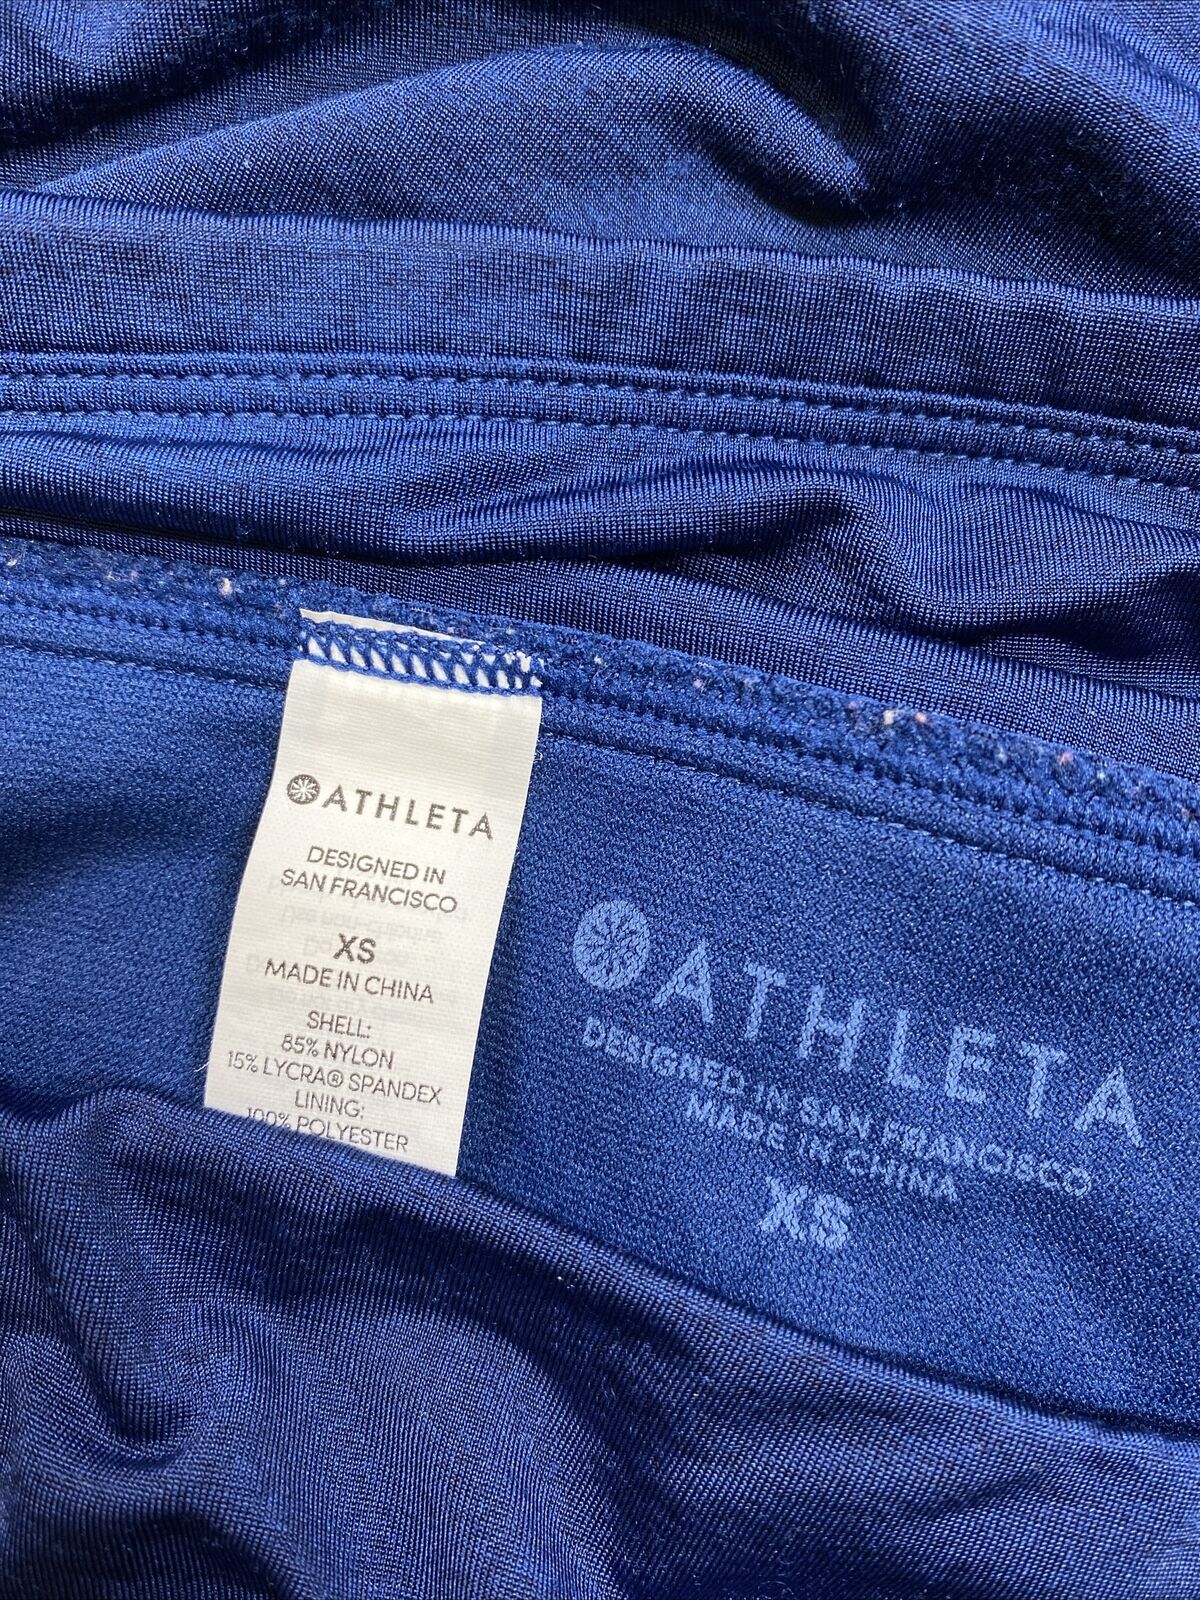 ATHLETA
DESIGNED IN
SAN FRANCISCO
XS
MADE IN CHINA
SHELL:
85% NYLON
15% LYCRA® SPANDEX
LINING:
100% POLYESTER
ATHLETA
DESIGNED IN SAN FRANCISCO
MADE IN CHINA
XS